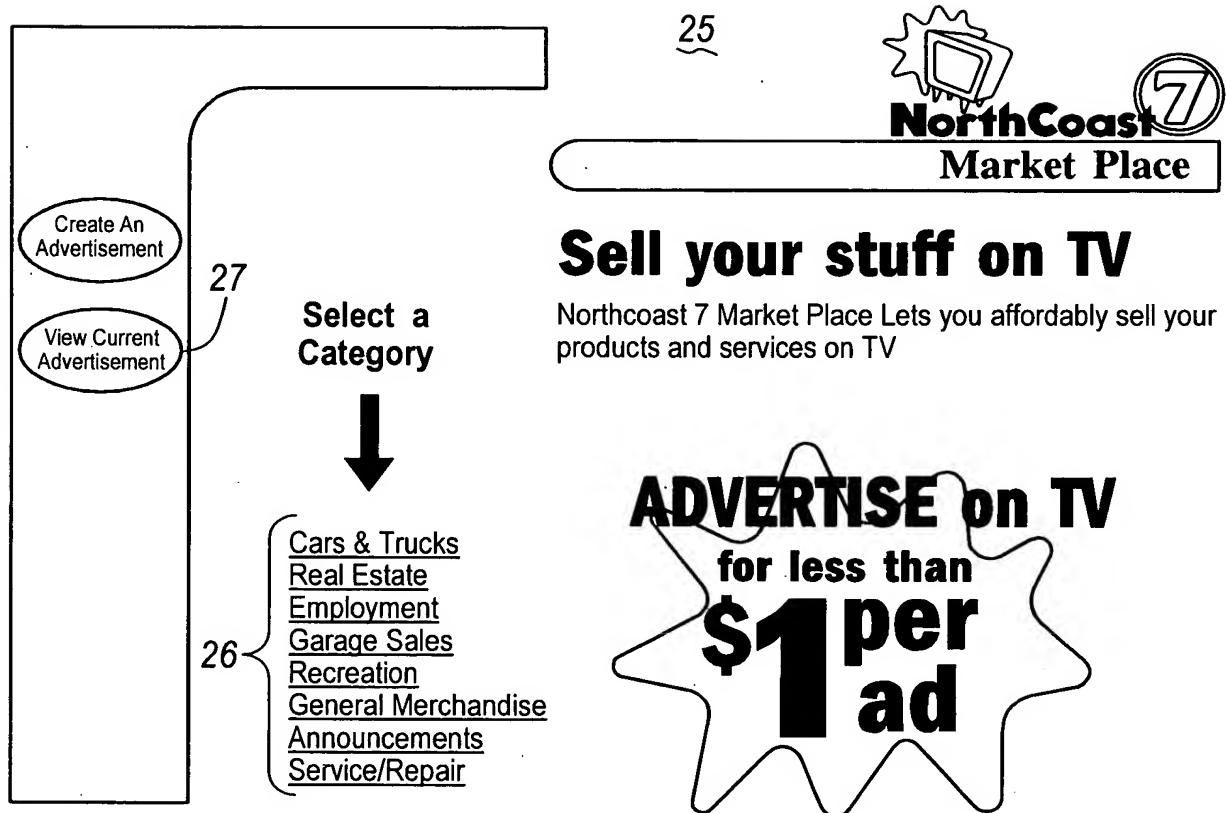 25
NorthCoast 7
Market Place
Create An
Advertisement
27
View Current
Advertisement
Select a
Category
26
Cars & Trucks
Real Estate
Employment
Garage Sales
Recreation
General Merchandise
Announcements
Service/Repair
Sell your stuff on TV
Northcoast 7 Market Place Lets you affordably sell your
products and services on TV
ADVERTISE on TV
for less than
$1 per
ad